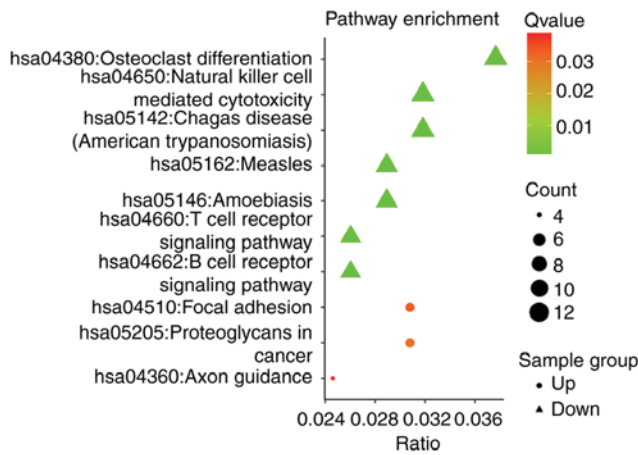 Pathway enrichment
hsa04380:Osteoclast differentiation
hsa04650:Natural killer cell
mediated cytotoxicity
hsa05142:Chagas disease
(American trypanosomiasis)
hsa05162:Measles
hsa05146:Amoebiasis
hsa04660:T cell receptor
signaling pathway
hsa04662:B cell receptor
signaling pathway
hsa04510:Focal adhesion
hsa05205:Proteoglycans in
cancer
hsa04360:Axon guidance
0.024 0.028 0.032 0.036
Ratio
Qvalue
0.03
0.02
0.01
Count
4
6
8
10
12
Sample group
Up
Down